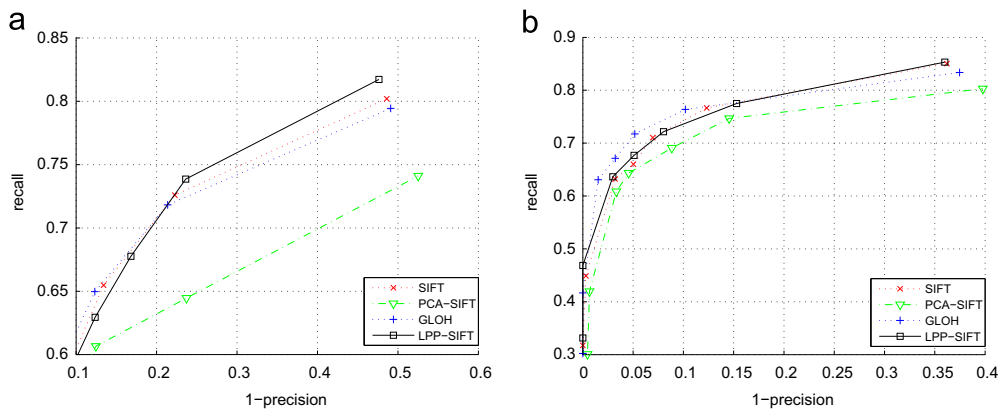 a
0.85
0.8
0.75
0.7
0.65
0.6
recall
0.1
0.2
0.3
0.4
0.5
0.6
1−precision
SIFT
PCA−SIFT
GLOH
LPP−SIFT
b
0.9
0.8
0.7
0.6
0.5
0.4
0.3
recall
0
0.05
0.1
0.15
0.2
0.25
0.3
0.35
0.4
1−precision
SIFT
PCA−SIFT
GLOH
LPP−SIFT